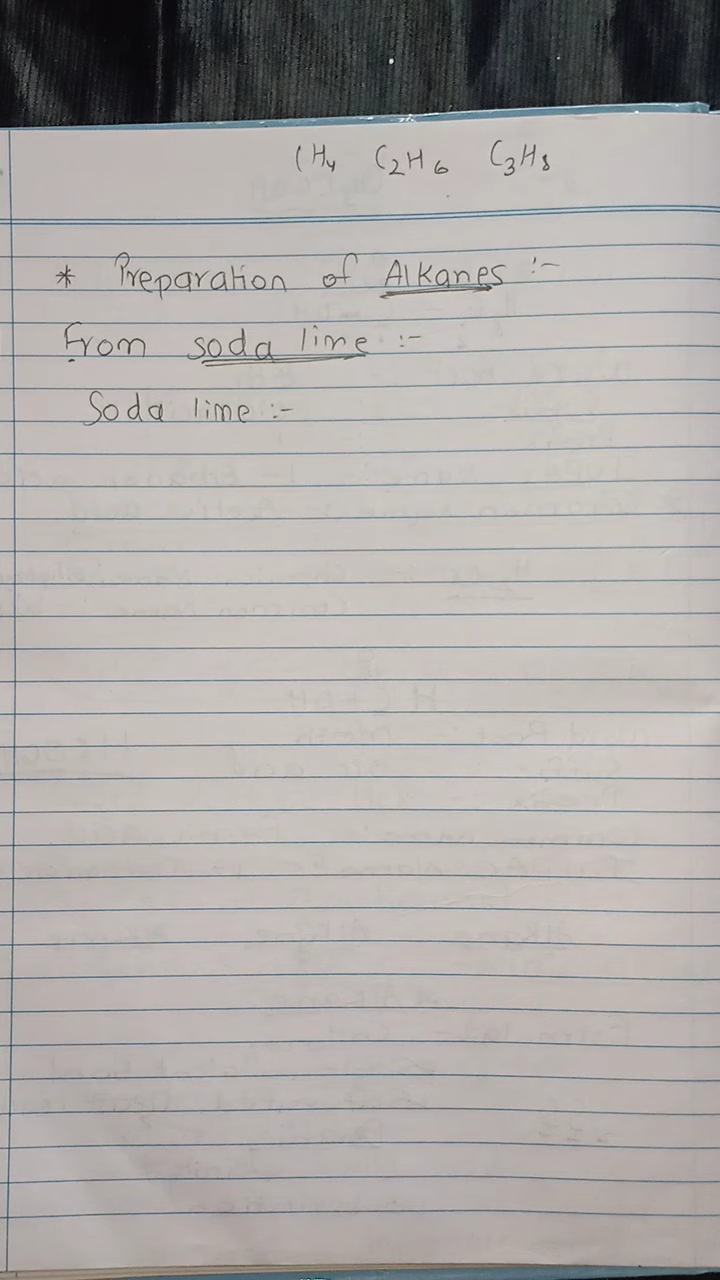 CH4 C2H6 C3H8
* Preparation of Alkanes :-
From soda lime :-
Soda lime :-